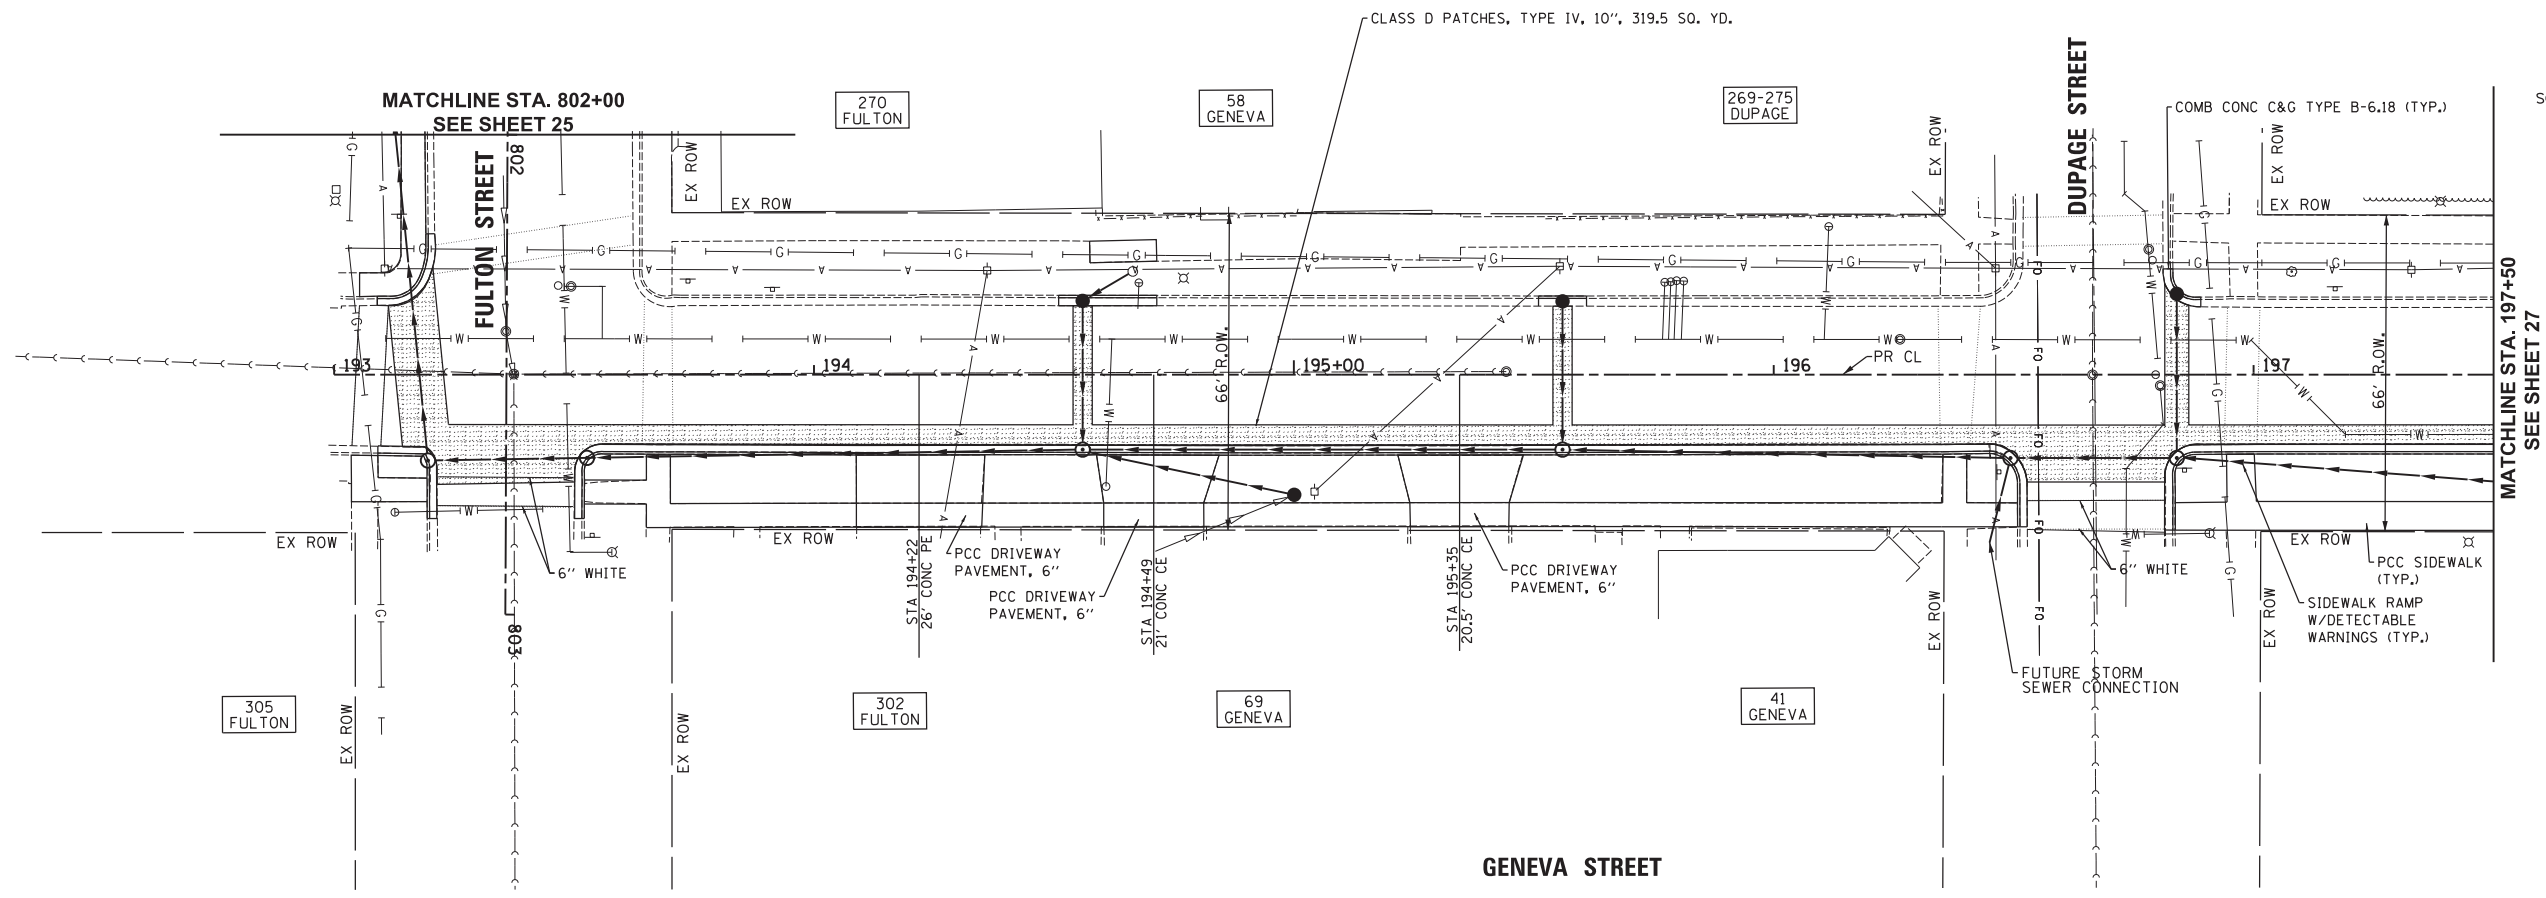 CLASS D PATCHES, TYPE IV, 10", 319.5 SQ. YD.
MATCHLINE STA. 802+00
SEE SHEET 25
270
FULTON
58
GENEVA
269-275
DUPAGE
DUPAGE STREET
COMB CONC C&G TYPE B-6.18 (TYP.)
FULTON STREET
802
EX ROW
EX ROW
EX ROW
EX ROW
EX ROW
66' R.O.W.
66' R.O.W.
193
194
195+00
196
197
PR CL
MATCHLINE STA. 197+50
SEE SHEET 27
EX ROW
EX ROW
EX ROW
6" WHITE
803
STA 194+22
26' CONC PE
PCC DRIVEWAY
PAVEMENT, 6"
PCC DRIVEWAY
PAVEMENT, 6"
STA 194+49
21' CONC CE
STA 195+35
20.5' CONC CE
PCC DRIVEWAY
PAVEMENT, 6"
6" WHITE
PCC SIDEWALK
(TYP.)
SIDEWALK RAMP
W/DETECTABLE
WARNINGS (TYP.)
FUTURE STORM
SEWER CONNECTION
EX ROW
EX ROW
EX ROW
EX ROW
305
FULTON
302
FULTON
69
GENEVA
41
GENEVA
GENEVA STREET